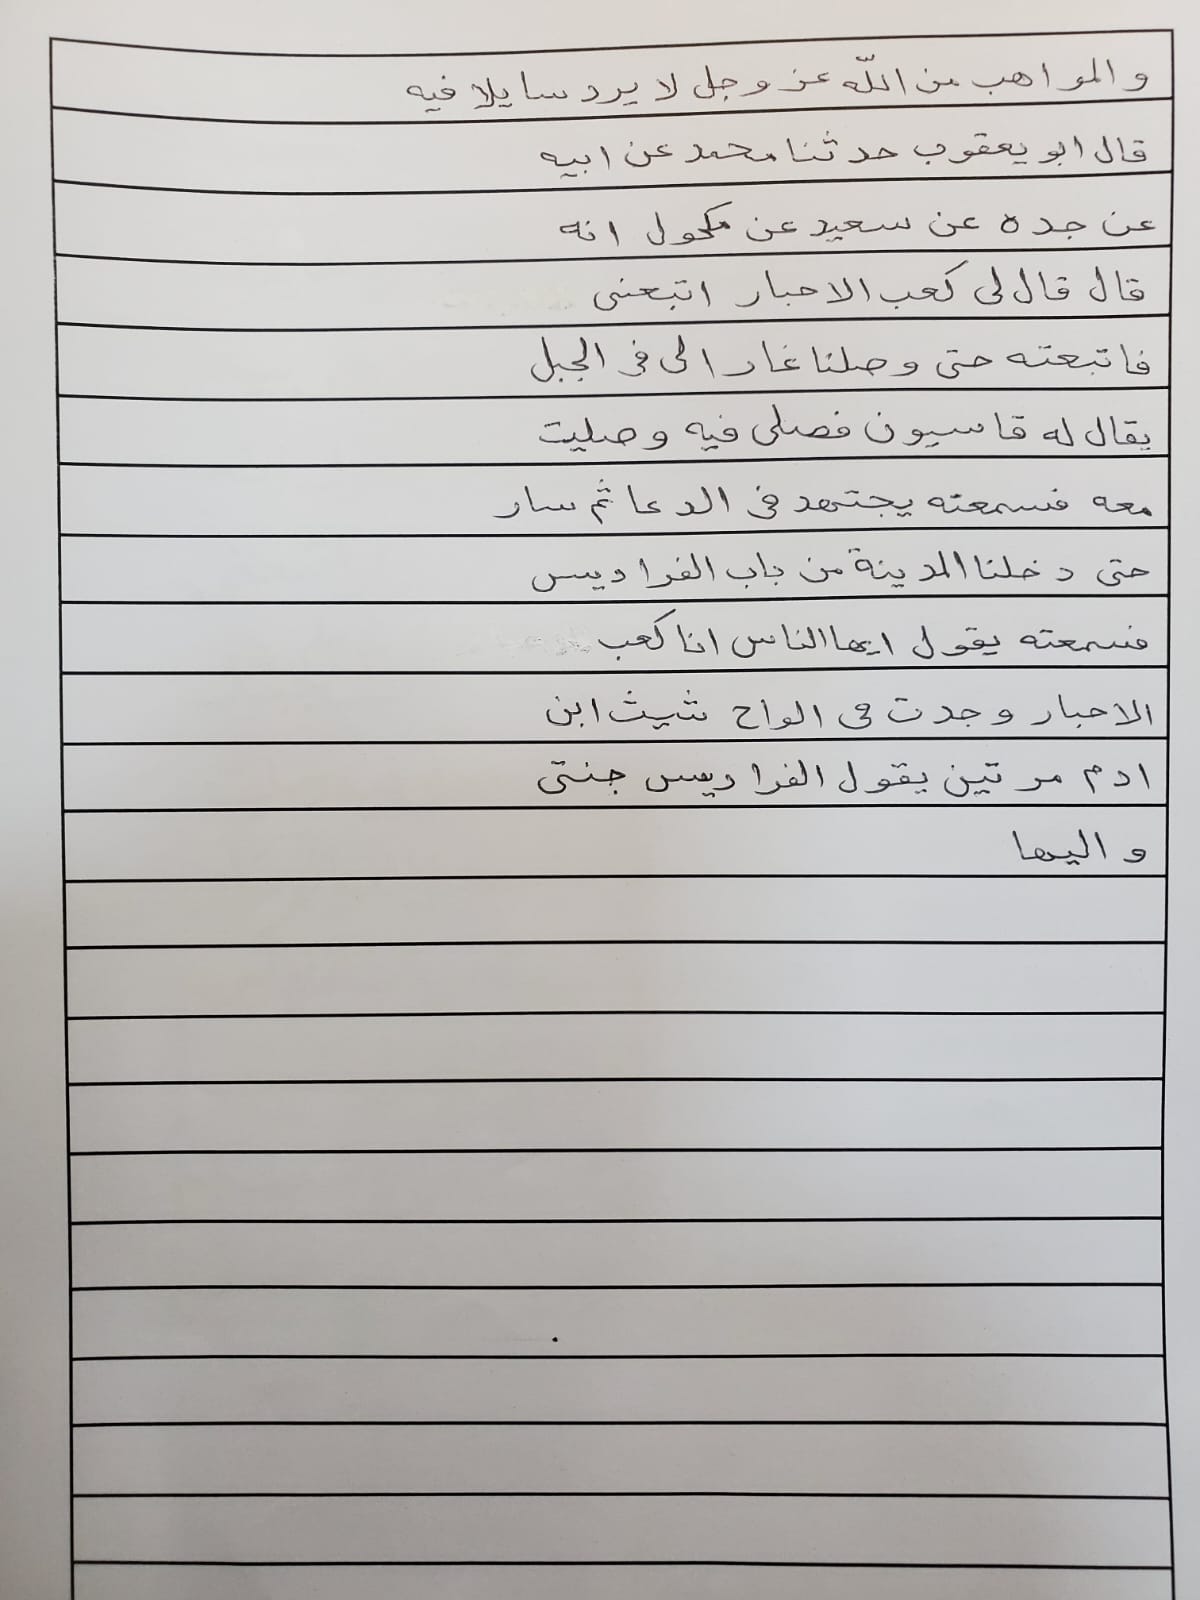 والمواهب من الله عز وجل لا يرد سايلا فيه
قال ابو يعقوب حدثنا محمد عن ابيه
عن جده عن سعيد عن مكحول انه
قال قال لى كعب الاحبار اتبعنى
فاتبعته حتى وصلنا غار الى فى الجبل
يقال له قاسيون فصلى فيه وصليت
معه فسمعته يجتهد فى الدعا ثم سار
حتى دخلنا المدينة من باب الفراديس
فسمعته يقول ايها الناس انا كعب
الاحبار وجدت فى الواح شيث ابن
ادم مرتين يقول الفراديس جنتى
واليها